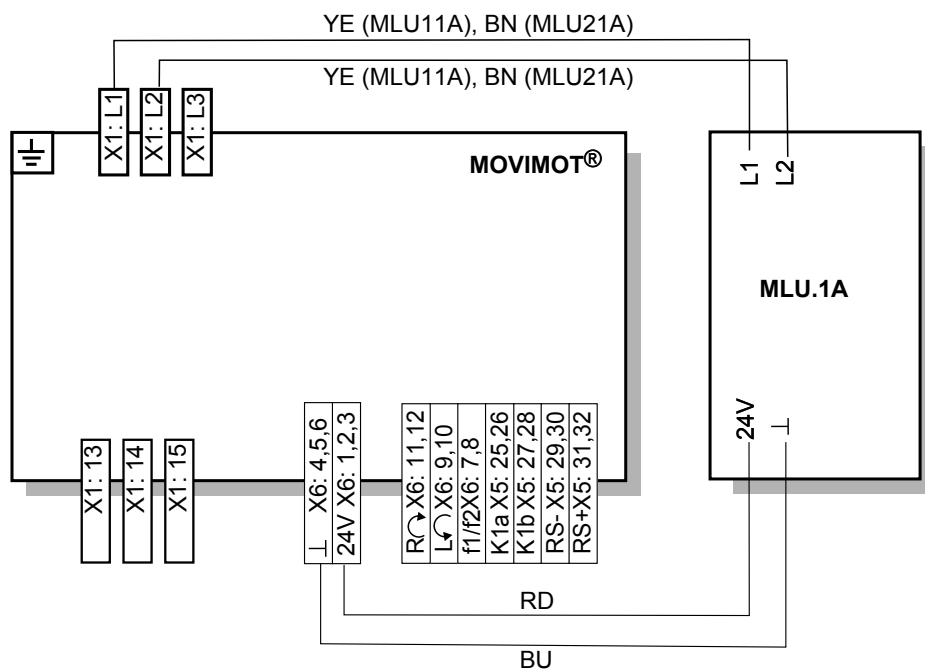 YE (MLU11A), BN (MLU21A)
YE (MLU11A), BN (MLU21A)
X1: L1
X1: L2
X1: L3
MOVIMOT®
L1
L2
MLU.1A
24V
⊥
X1: 13
X1: 14
X1: 15
⊥ X6: 4,5,6
24V X6: 1,2,3
R↷X6: 11,12
L↶X6: 9,10
f1/f2X6: 7,8
K1a X5: 25,26
K1b X5: 27,28
RS- X5: 29,30
RS+X5: 31,32
RD
BU